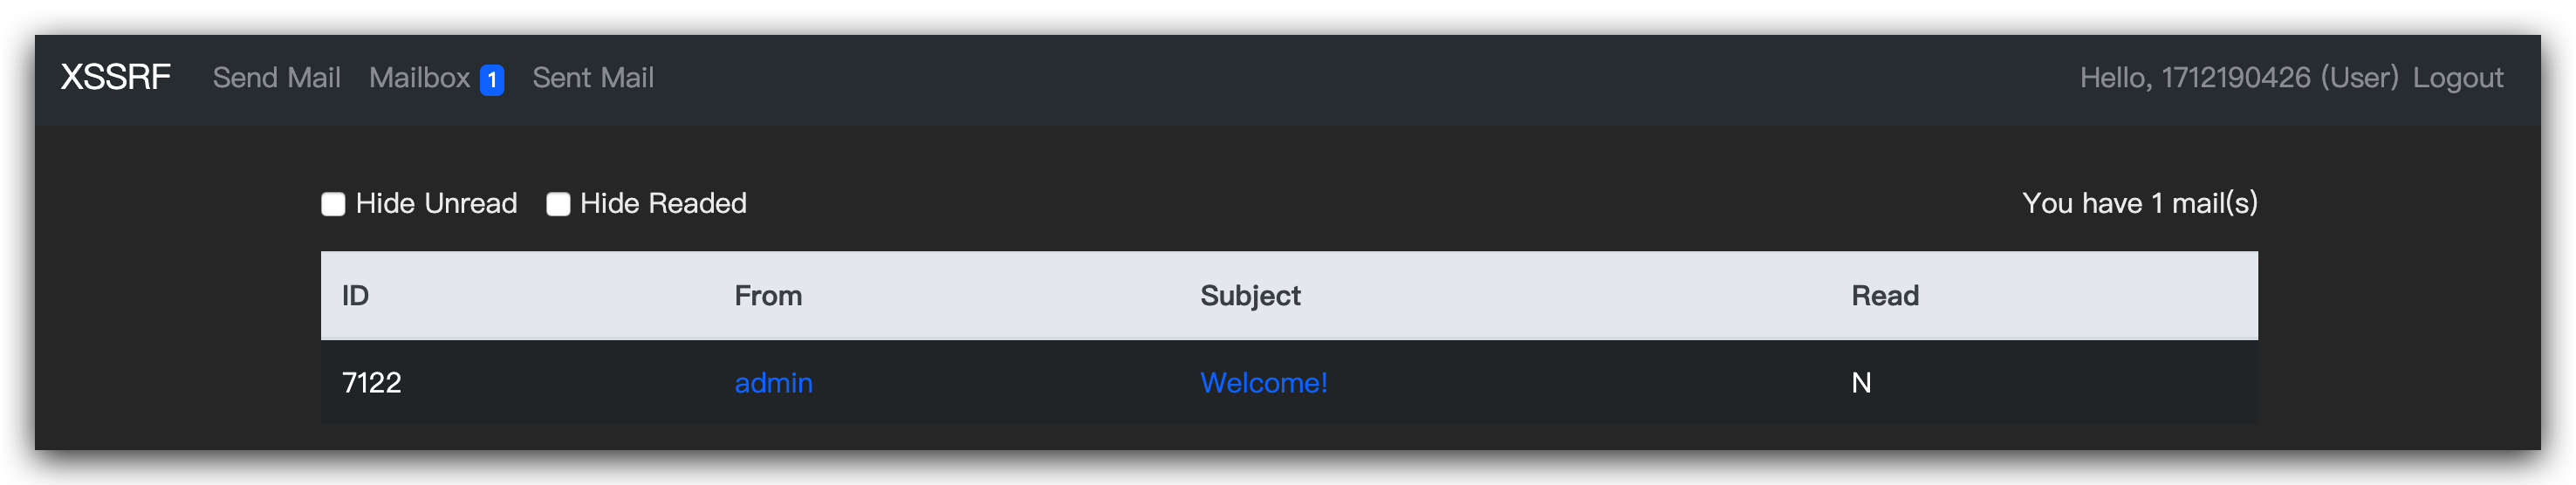 XSSRF Send Mail Mailbox 1 Sent Mail Hello, 1712190426 (User) Logout
Hide Unread Hide Readed You have 1 mail(s)
ID From Subject Read
7122 admin Welcome! N